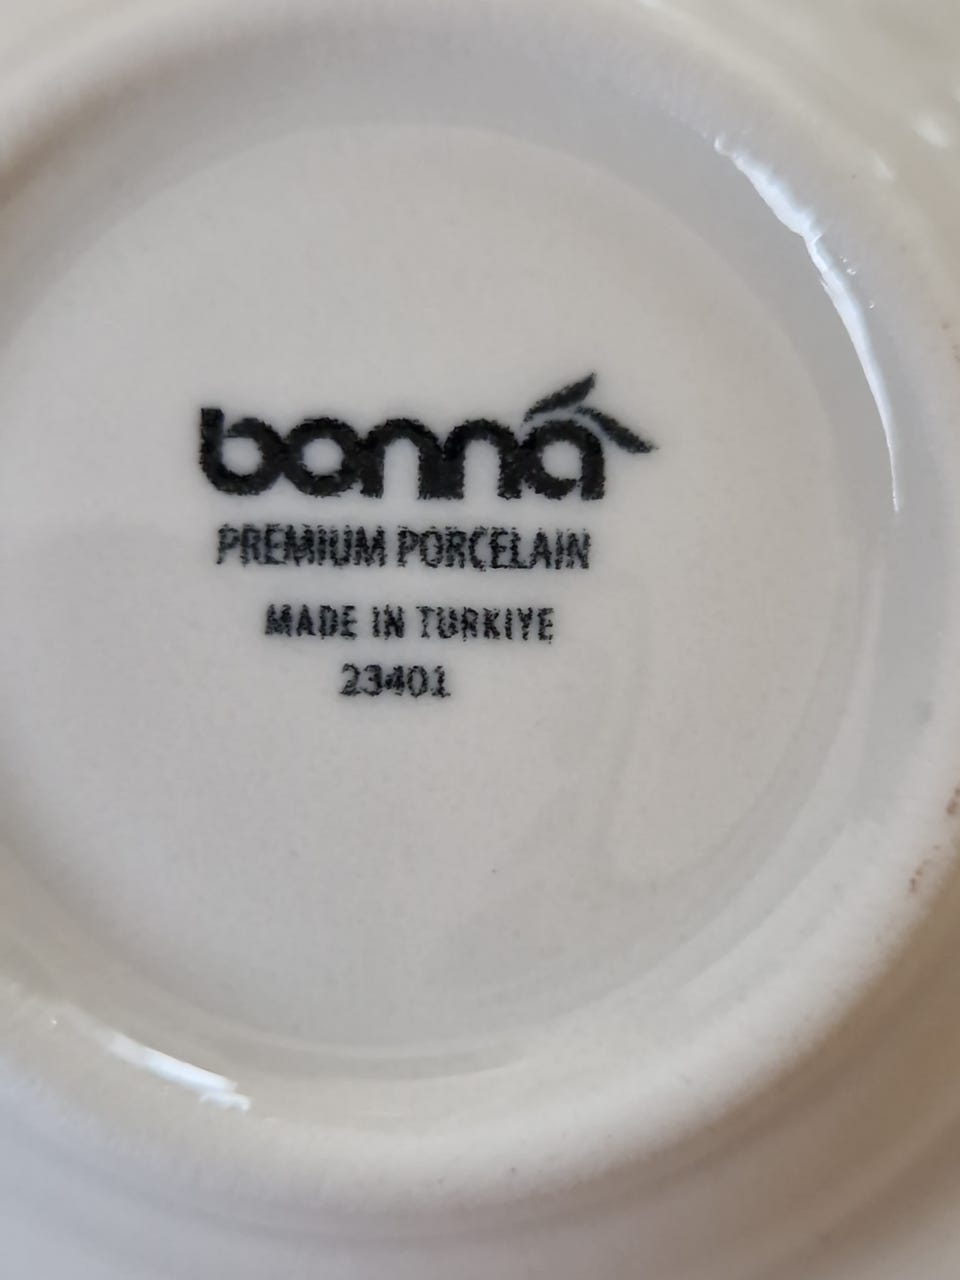 bonna
PREMIUM PORCELAIN
MADE IN TURKIYE
23401